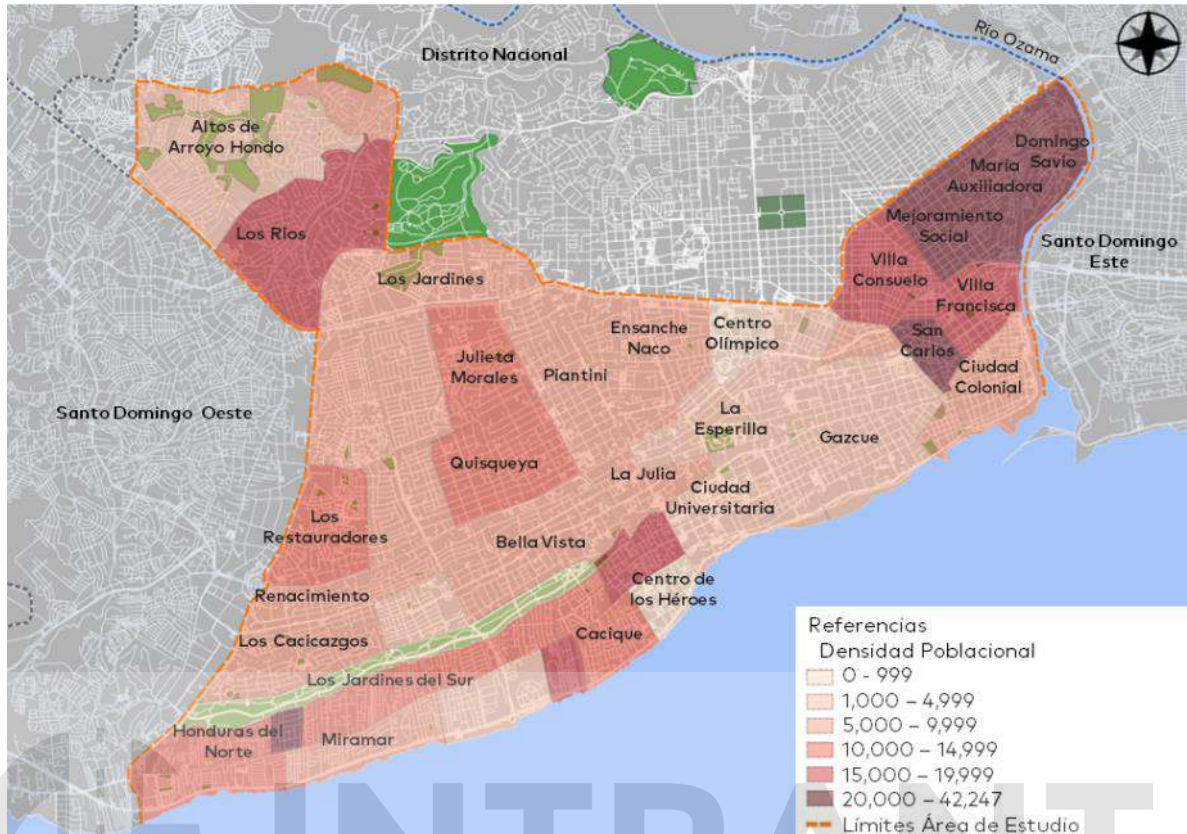 Distrito Nacional
Río Ozama
Altos de
Arroyo Hondo
Domingo
Savio
María
Auxiliadora
Mejoramiento
Social
Los Ríos
Santo Domingo
Este
Villa
Consuelo
Los Jardines
Villa
Francisca
Ensanche
Naco
Centro
Olímpico
San
Carlos
Julieta
Morales
Piantini
Ciudad
Colonial
Santo Domingo Oeste
La
Esperilla
Gazcue
Quisqueya
La Julia
Ciudad
Universitaria
Los
Restauradores
Bella Vista
Centro de
los Héroes
Renacimiento
Los Cacicazgos
Cacique
Los Jardines del Sur
Honduras del
Norte
Miramar
Referencias
Densidad Poblacional
0 - 999
1,000 – 4,999
5,000 – 9,999
10,000 – 14,999
15,000 – 19,999
20,000 – 42,247
Límites Área de Estudio
INTRANT